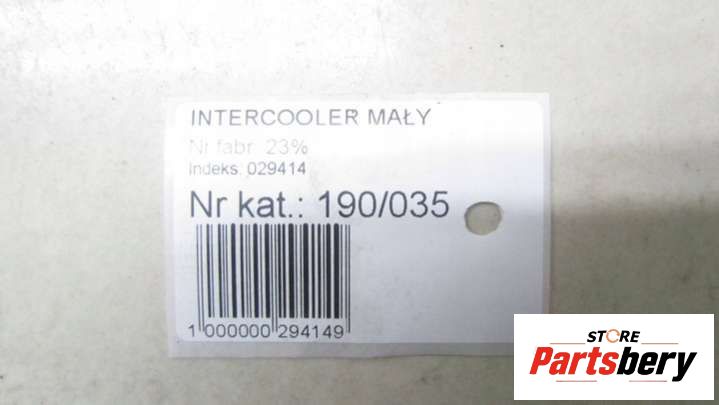 INTERCOOLER MAŁY
Nr fabr. 23%
Indeks: 029414
Nr kat.: 190/035
1 000000 294149
STORE
Partsbery